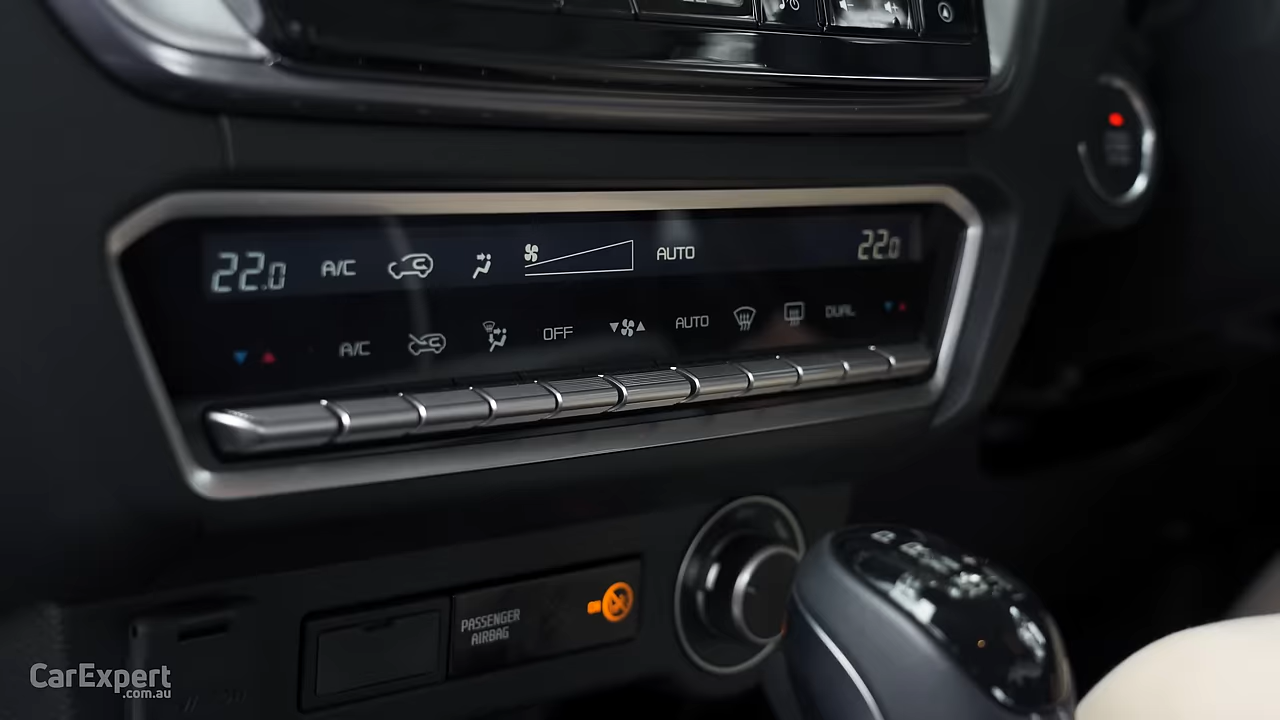 22.0 A/C AUTO 22.0
A/C OFF AUTO DUAL
PASSENGER
AIRBAG
CarExpert
.com.au